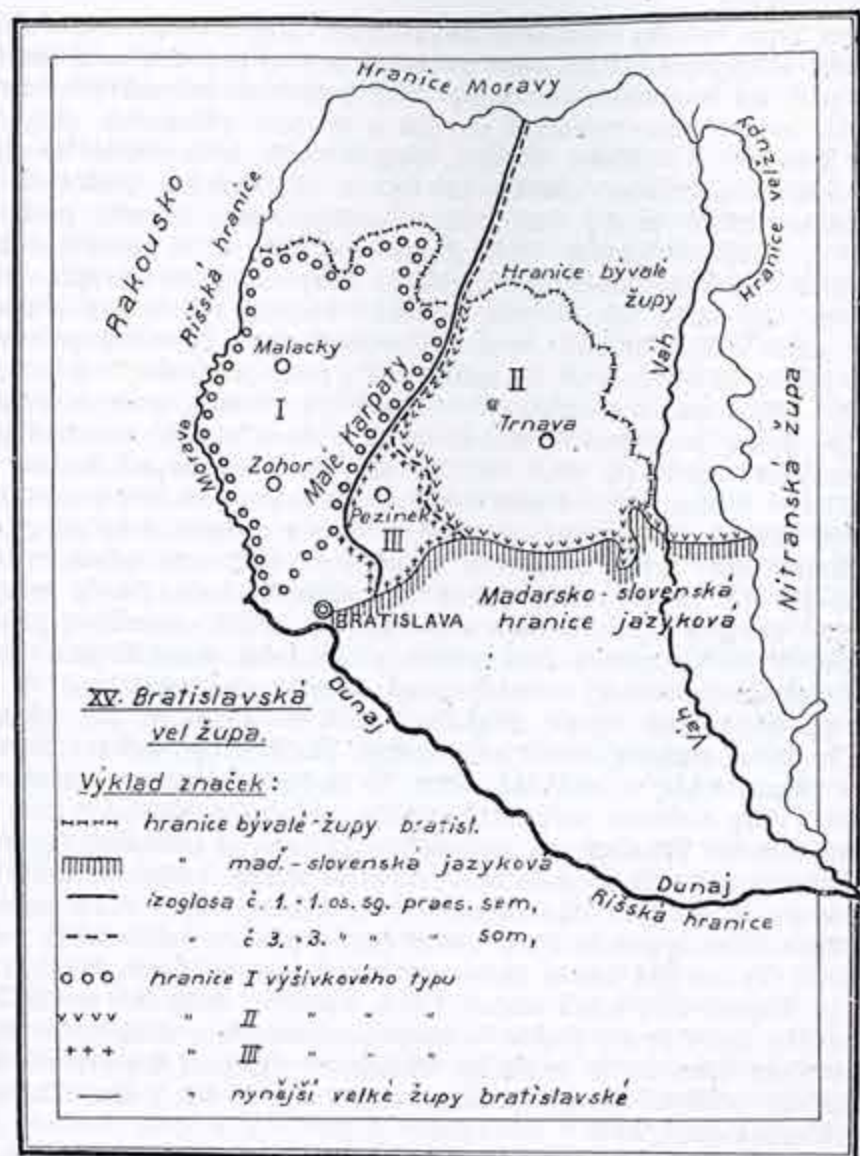 Hranice Moravy
Rakousko
Říšská hranice
Hranice vel. župy
Hranice bývalé
župy
Malacky
I
II
Váh
Trnava
Malé Karpaty
Morava
Zohor
Pezinek
III
Nitranská župa
Maďarsko-slovenská
hranice jazyková
BRATISLAVA
Dunaj
Váh
XV. Bratislavská
vel župa.
Výklad značek:
hranice bývalé župy bratisl.
" maď.-slovenská jazyková
izoglosa č. 1. - 1. os. sg. praes. sem,
" č 3. - 3. " " " som,
hranice I výšivkového typu
" II " "
" III " "
" nynější velké župy bratislavské
Dunaj
Říšská hranice